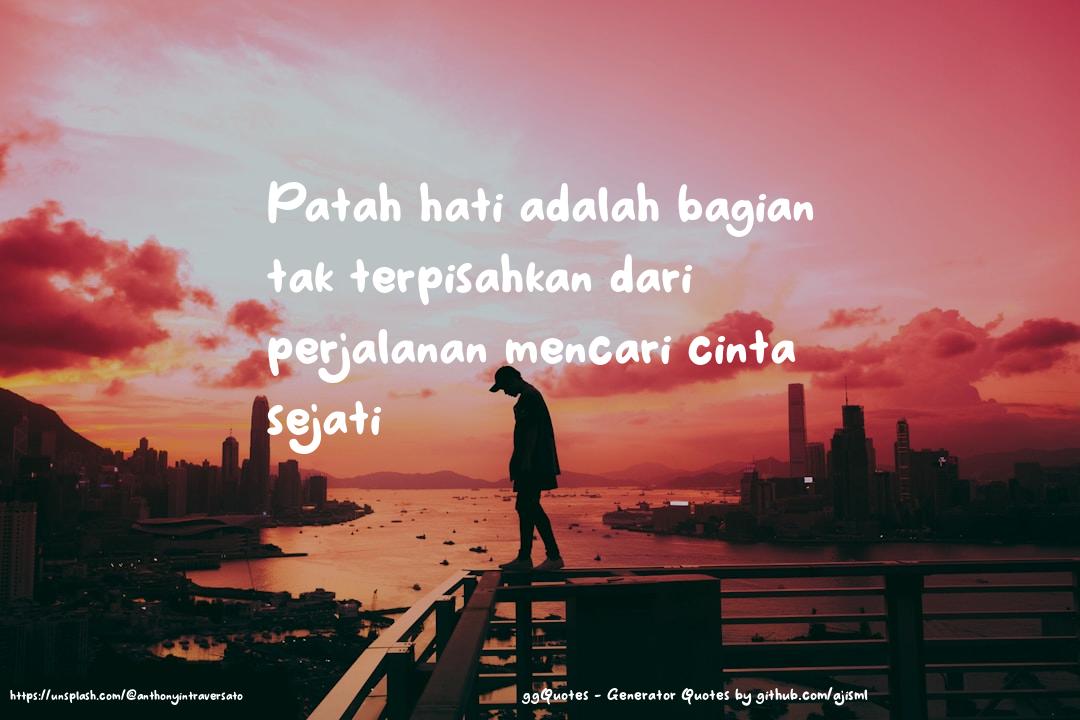 Patah hati adalah bagian
tak terpisahkan dari
perjalanan mencari cinta
sejati
https://unsplash.com/@anthonyintraversato
ggQuotes - Generator Quotes by github.com/ajisml